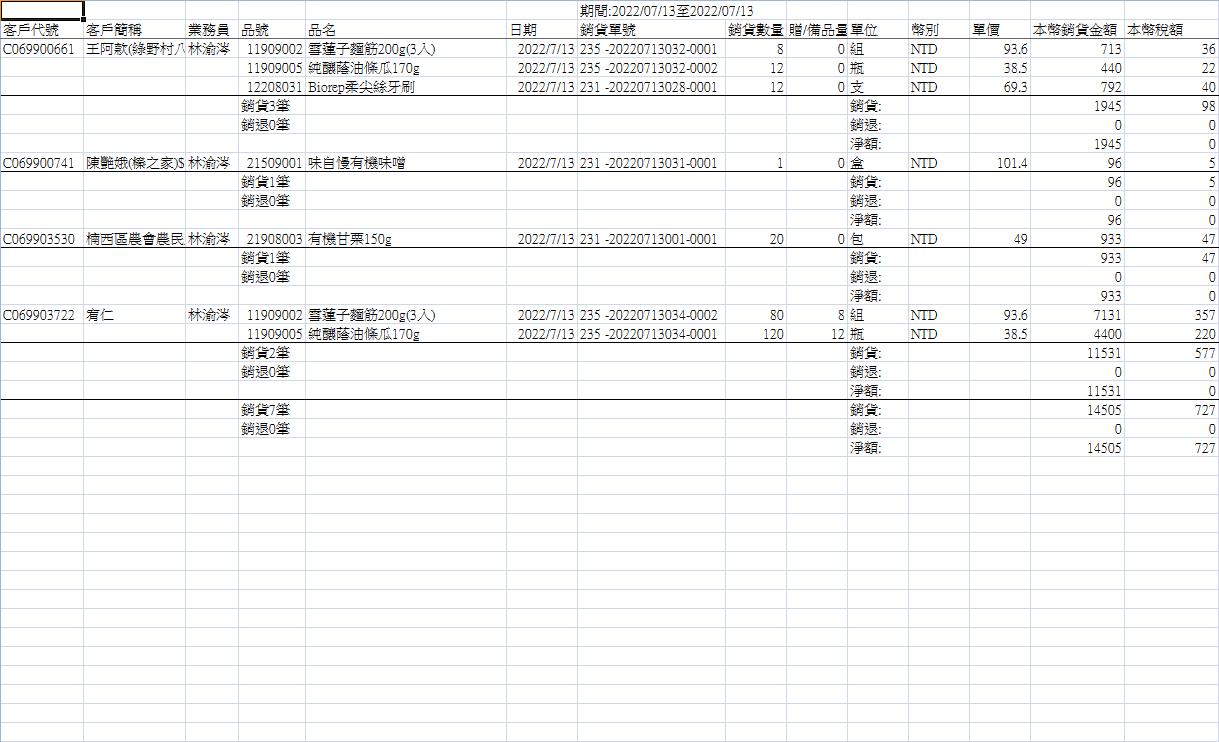 期間:2022/07/13至2022/07/13
客戶代號 客戶簡稱 業務員 品號 品名 日期 銷貨單號 銷貨數量 贈/備品量 單位 幣別 單價 本幣銷貨金額 本幣稅額
C069900661 王阿款(綠野村八 林渝涔 11909002 雪蓮子麵筋200g(3入) 2022/7/13 235 -20220713032-0001 8 0 組 NTD 93.6 713 36
11909005 純釀蔭油條瓜170g 2022/7/13 235 -20220713032-0002 12 0 瓶 NTD 38.5 440 22
12208031 Biorep柔尖絲牙刷 2022/7/13 231 -20220713028-0001 12 0 支 NTD 69.3 792 40
銷貨3筆 銷貨: 1945 98
銷退0筆 銷退: 0 0
淨額: 1945 0
C069900741 陳艷娥(櫟之家)S 林渝涔 21509001 味自慢有機味噌 2022/7/13 231 -20220713031-0001 1 0 盒 NTD 101.4 96 5
銷貨1筆 銷貨: 96 5
銷退0筆 銷退: 0 0
淨額: 96 0
C069903530 楠西區農會農民 林渝涔 21908003 有機甘栗150g 2022/7/13 231 -20220713001-0001 20 0 包 NTD 49 933 47
銷貨1筆 銷貨: 933 47
銷退0筆 銷退: 0 0
淨額: 933 0
C069903722 宥仁 林渝涔 11909002 雪蓮子麵筋200g(3入) 2022/7/13 235 -20220713034-0002 80 8 組 NTD 93.6 7131 357
11909005 純釀蔭油條瓜170g 2022/7/13 235 -20220713034-0001 120 12 瓶 NTD 38.5 4400 220
銷貨2筆 銷貨: 11531 577
銷退0筆 銷退: 0 0
淨額: 11531 0
銷貨7筆 銷貨: 14505 727
銷退0筆 銷退: 0 0
淨額: 14505 727